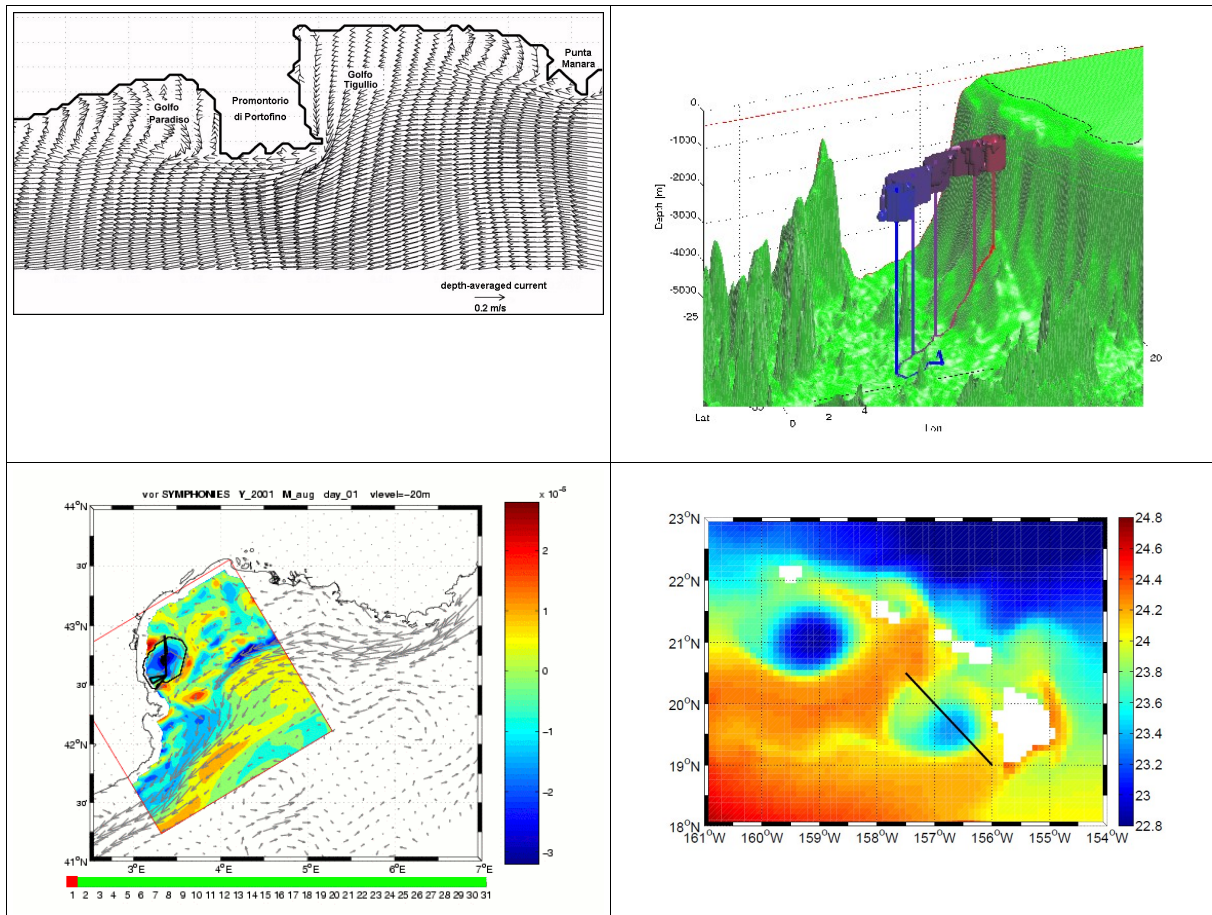 Punta
Manara
Golfo
Tigullio
Golfo
Paradiso
Promontorio
di Portofino
depth-averaged current
0.2 m/s
0.
-1000
-2000
-3000
-4000
-5000
Depth [m]
-25
20
Lat
0
2
4
Lon
vor SYMPHONIES Y_2001 M_aug day_01 vlevel=-20m
x 10⁻⁵
44°N
43°N
30'
42°N
30'
41°N
3°E
4°E
5°E
6°E
7°E
2
1
0
-1
-2
-3
1 2 3 4 5 6 7 8 9 10 11 12 13 14 15 16 17 18 19 20 21 22 23 24 25 26 27 28 29 30 31
23°N
22°N
21°N
20°N
19°N
18°N
161°W 160°W 159°W 158°W 157°W 156°W 155°W 154°W
24.8
24.6
24.4
24.2
24
23.8
23.6
23.4
23.2
23
22.8